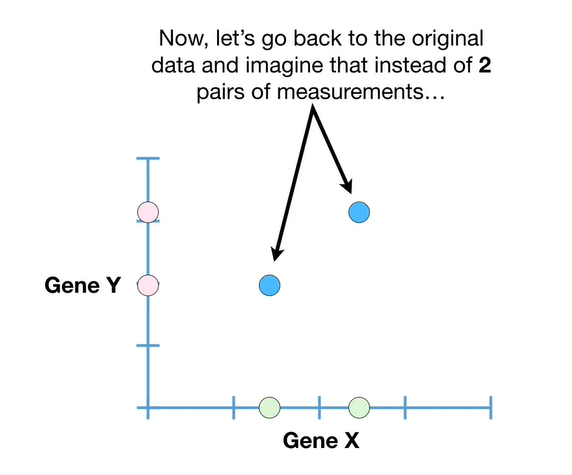 Now, let’s go back to the original
data and imagine that instead of 2
pairs of measurements…
Gene Y
Gene X